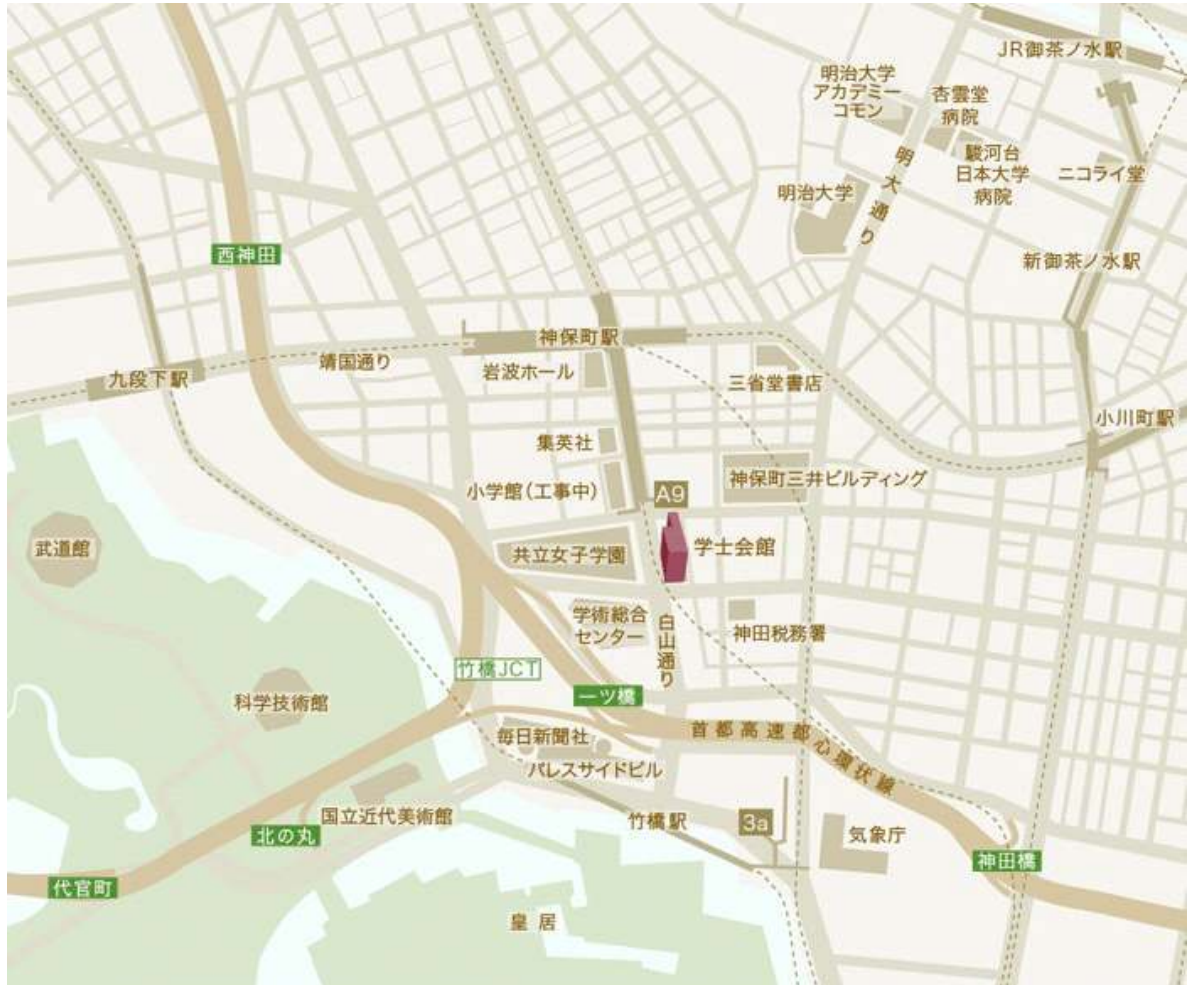 JR御茶ノ水駅
明治大学
アカデミー
コモン
杏雲堂
病院
駿河台
日本大学
病院
ニコライ堂
明治大学
明大通り
西神田
新御茶ノ水駅
神保町駅
靖国通り
九段下駅
岩波ホール
三省堂書店
小川町駅
集英社
神保町三井ビルディング
小学館(工事中)
A9
武道館
共立女子学園
学士会館
学術総合
センター
白山通り
神田税務署
竹橋JCT
科学技術館
一ツ橋
首都高速都心環状線
毎日新聞社
パレスサイドビル
国立近代美術館
竹橋駅
3a
気象庁
北の丸
神田橋
代官町
皇居